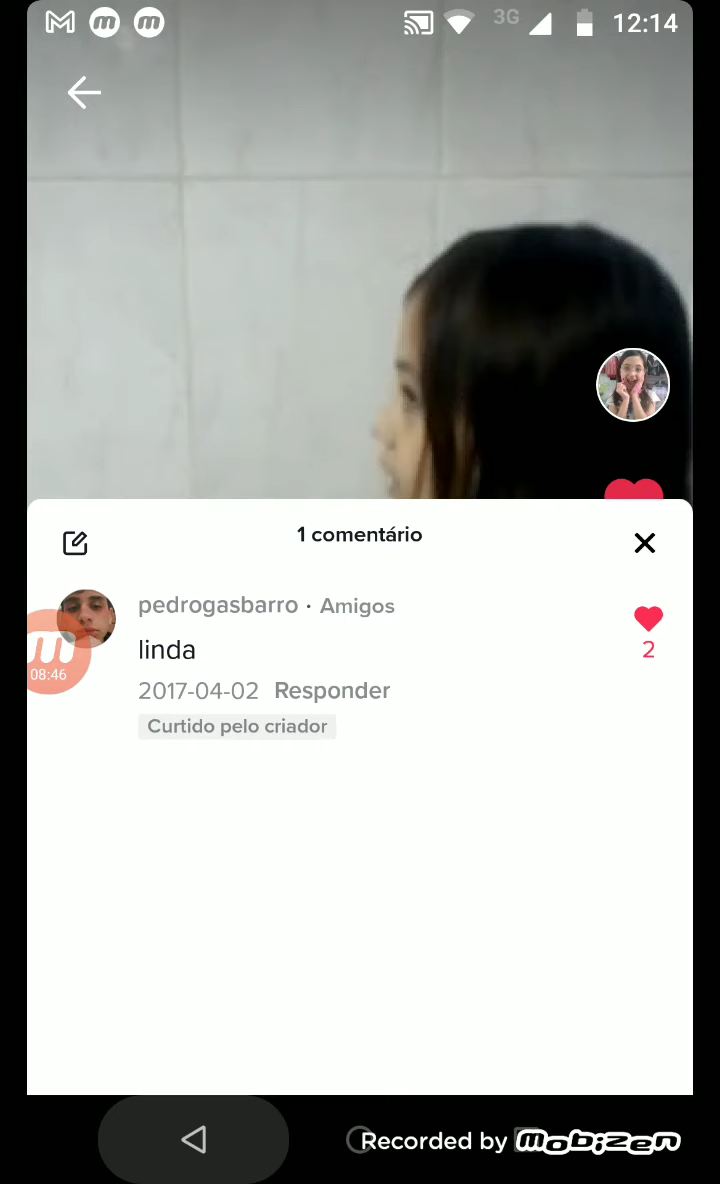 3G 12:14
1 comentário
pedrogasbarro · Amigos
linda
2
2017-04-02 Responder
08:46
Curtido pelo criador
Recorded by mobizen